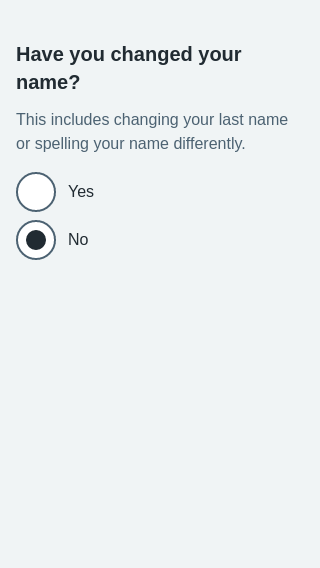 Have you changed your
name?
This includes changing your last name
or spelling your name differently.
Yes
No